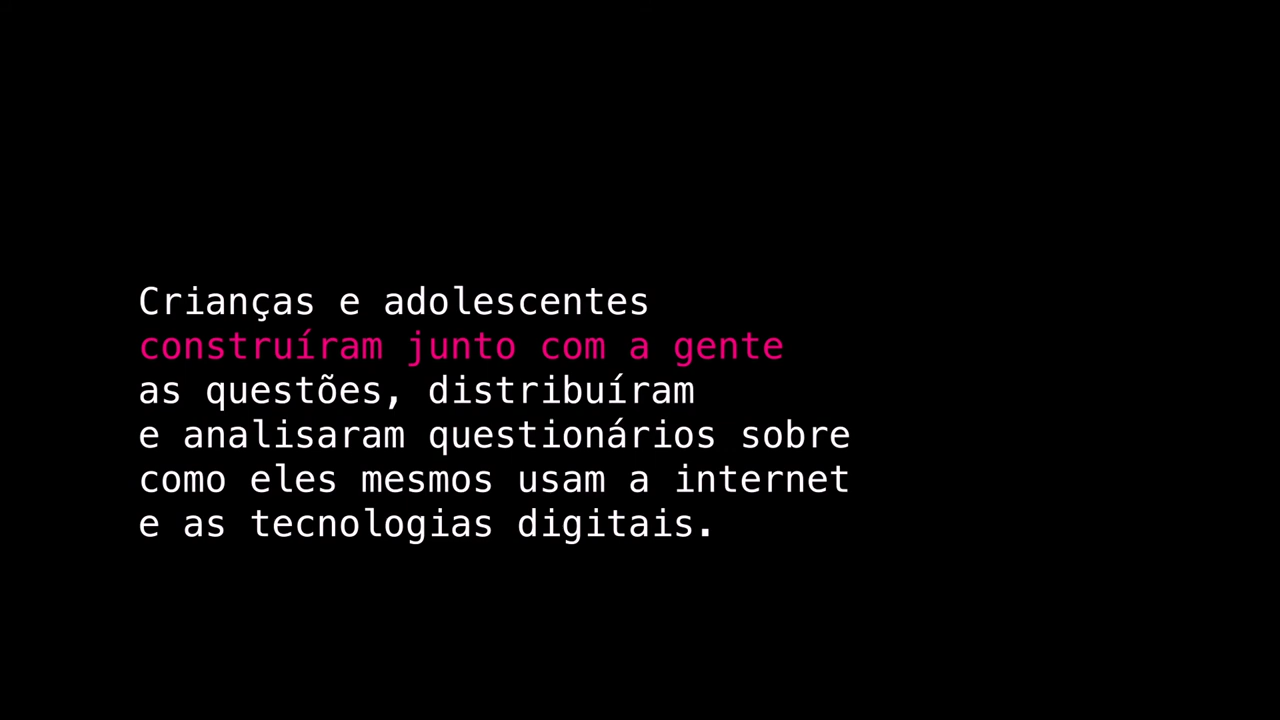 Crianças e adolescentes
construíram junto com a gente
as questões, distribuíram
e analisaram questionários sobre
como eles mesmos usam a internet
e as tecnologias digitais.